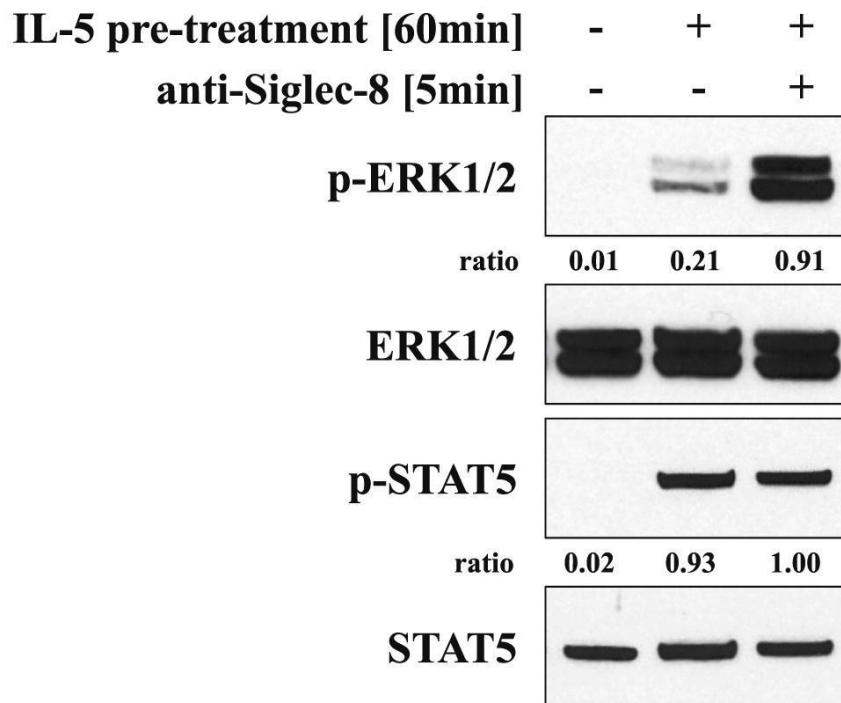 IL-5 pre-treatment [60min] - + +
anti-Siglec-8 [5min] - - +
p-ERK1/2
ratio 0.01 0.21 0.91
ERK1/2
p-STAT5
ratio 0.02 0.93 1.00
STAT5